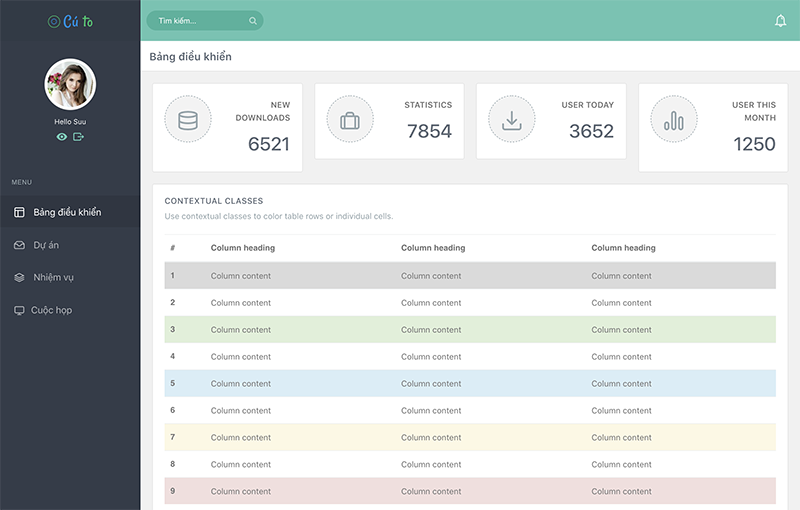 Cú to
Tìm kiếm...
Hello Suu
MENU
Bảng điều khiển
Dự án
Nhiệm vụ
Cuộc họp
Bảng điều khiển
NEW
DOWNLOADS
6521
STATISTICS
7854
USER TODAY
3652
USER THIS
MONTH
1250
CONTEXTUAL CLASSES
Use contextual classes to color table rows or individual cells.
# Column heading Column heading Column heading
1 Column content Column content Column content
2 Column content Column content Column content
3 Column content Column content Column content
4 Column content Column content Column content
5 Column content Column content Column content
6 Column content Column content Column content
7 Column content Column content Column content
8 Column content Column content Column content
9 Column content Column content Column content